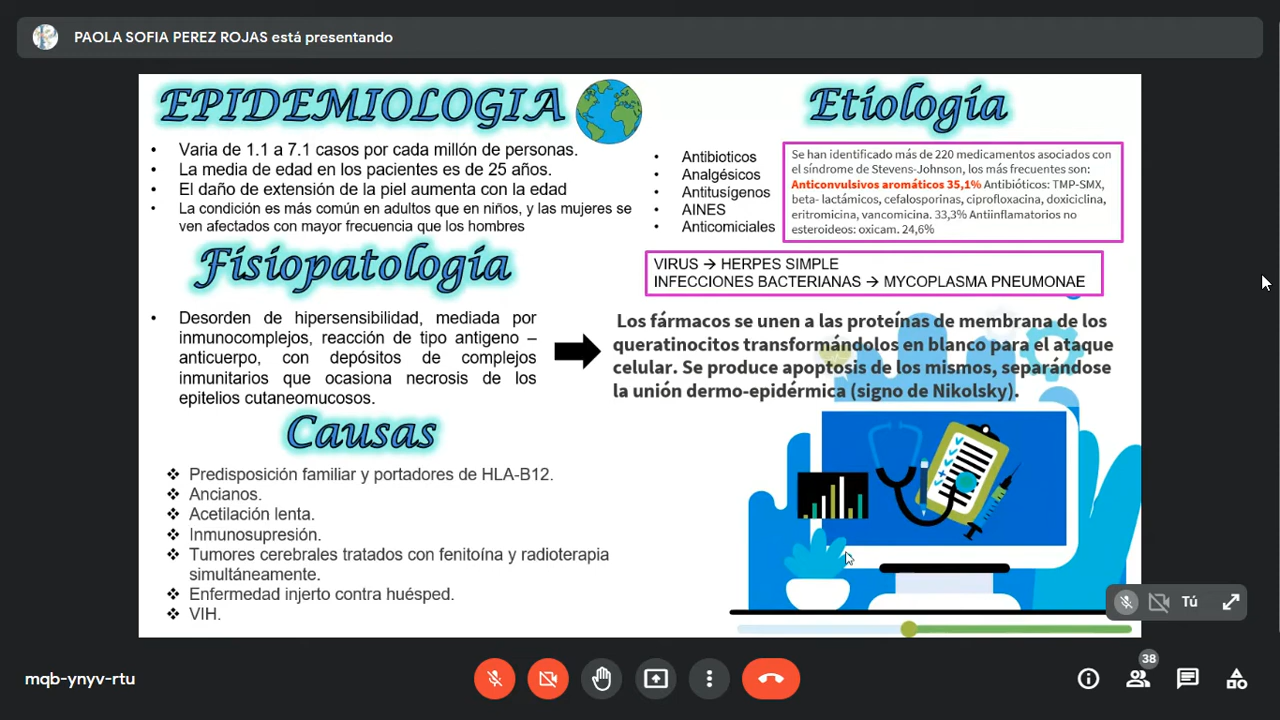 PAOLA SOFIA PEREZ ROJAS está presentando
EPIDEMIOLOGIA
• Varia de 1.1 a 7.1 casos por cada millón de personas.
• La media de edad en los pacientes es de 25 años.
• El daño de extensión de la piel aumenta con la edad
• La condición es más común en adultos que en niños, y las mujeres se
ven afectados con mayor frecuencia que los hombres
Etiología
• Antibioticos
• Analgésicos
• Antitusígenos
• AINES
• Anticomiciales
Se han identificado más de 220 medicamentos asociados con
el síndrome de Stevens-Johnson, los más frecuentes son:
Anticonvulsivos aromáticos 35,1% Antibióticos: TMP-SMX,
beta- lactámicos, cefalosporinas, ciprofloxacina, doxiciclina,
eritromicina, vancomicina. 33,3% Antiinflamatorios no
esteroideos: oxicam. 24,6%
VIRUS → HERPES SIMPLE
INFECCIONES BACTERIANAS → MYCOPLASMA PNEUMONAE
Fisiopatología
• Desorden de hipersensibilidad, mediada por
inmunocomplejos, reacción de tipo antigeno –
anticuerpo, con depósitos de complejos
inmunitarios que ocasiona necrosis de los
epitelios cutaneomucosos.
Los fármacos se unen a las proteínas de membrana de los
queratinocitos transformándolos en blanco para el ataque
celular. Se produce apoptosis de los mismos, separándose
la unión dermo-epidérmica (signo de Nikolsky).
Causas
❖ Predisposición familiar y portadores de HLA-B12.
❖ Ancianos.
❖ Acetilación lenta.
❖ Inmunosupresión.
❖ Tumores cerebrales tratados con fenitoína y radioterapia
simultáneamente.
❖ Enfermedad injerto contra huésped.
❖ VIH.
Tú
mqb-ynyv-rtu
38